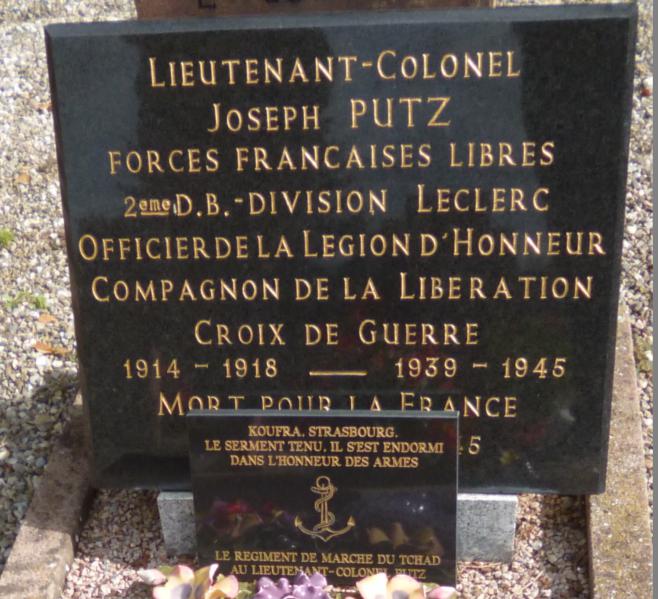 LIEUTENANT-COLONEL
JOSEPH PUTZ
FORCES FRANCAISES LIBRES
2eme D.B.-DIVISION LECLERC
OFFICIER DE LA LEGION D'HONNEUR
COMPAGNON DE LA LIBERATION
CROIX DE GUERRE
1914 - 1918 — 1939 - 1945
MORT POUR LA FRANCE
KOUFRA. STRASBOURG.
LE SERMENT TENU, IL S'EST ENDORMI
DANS L'HONNEUR DES ARMES
LE REGIMENT DE MARCHE DU TCHAD
AU LIEUTENANT-COLONEL PUTZ